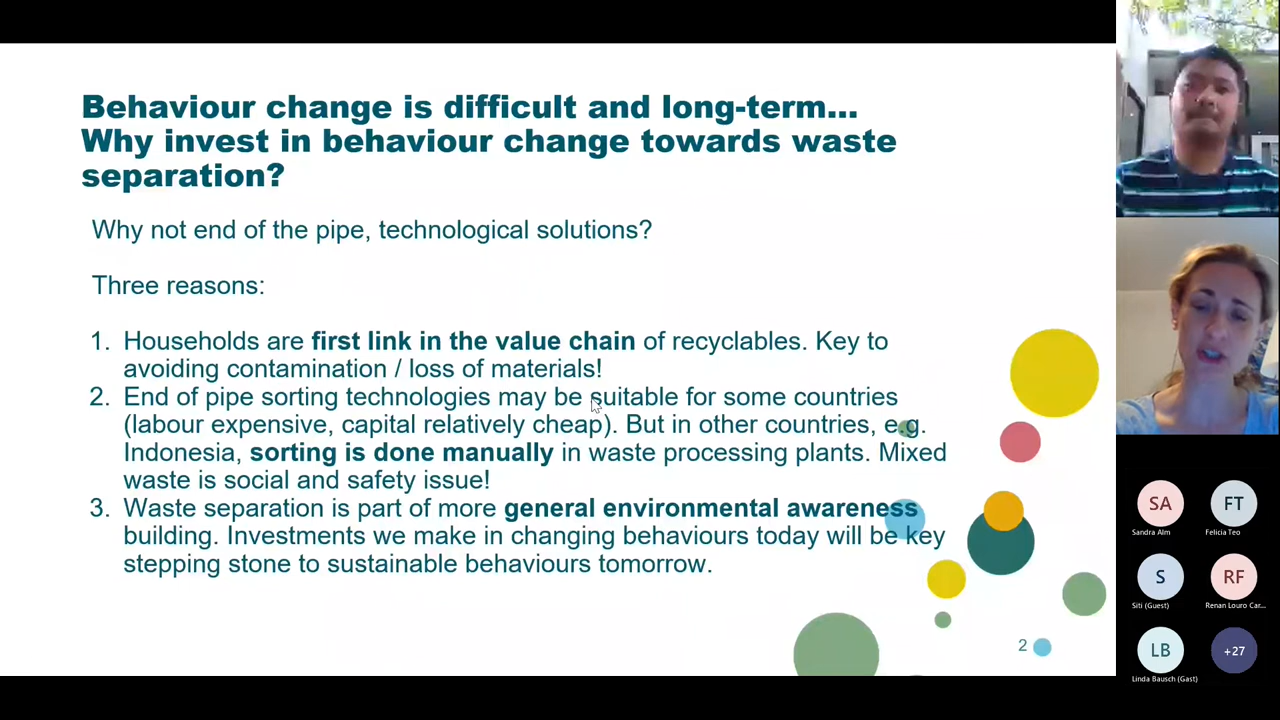 Behaviour change is difficult and long-term...
Why invest in behaviour change towards waste
separation?
Why not end of the pipe, technological solutions?
Three reasons:
1. Households are first link in the value chain of recyclables. Key to
avoiding contamination / loss of materials!
2. End of pipe sorting technologies may be suitable for some countries
(labour expensive, capital relatively cheap). But in other countries, e.g.
Indonesia, sorting is done manually in waste processing plants. Mixed
waste is social and safety issue!
3. Waste separation is part of more general environmental awareness
building. Investments we make in changing behaviours today will be key
stepping stone to sustainable behaviours tomorrow.
2
SA
FT
Sandra Alm
Felicia Teo
S
RF
Siti (Guest)
Renan Louro Car...
LB
+27
Linda Bausch (Gast)